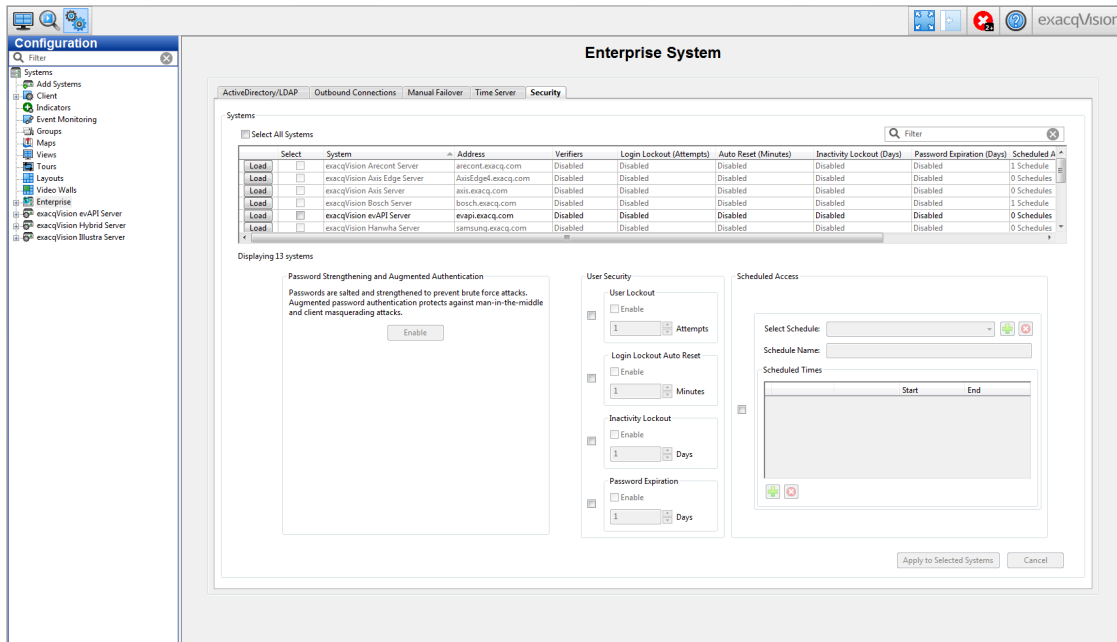 exacqVision
Configuration
Filter
Systems
Add Systems
Client
Indicators
Event Monitoring
Groups
Maps
Views
Tours
Layouts
Video Walls
Enterprise
exacqVision evAPI Server
exacqVision Hybrid Server
exacqVision Illustra Server
Enterprise System
ActiveDirectory/LDAP Outbound Connections Manual Failover Time Server Security
Systems
Select All Systems
Filter
Select System Address Verifiers Login Lockout (Attempts) Auto Reset (Minutes) Inactivity Lockout (Days) Password Expiration (Days) Scheduled A
Load exacqVision Arecont Server arecont.exacq.com Disabled Disabled Disabled Disabled Disabled 1 Schedule
Load exacqVision Axis Edge Server AxisEdge4.exacq.com Disabled Disabled Disabled Disabled Disabled 0 Schedules
Load exacqVision Axis Server axis.exacq.com Disabled Disabled Disabled Disabled Disabled 0 Schedules
Load exacqVision Bosch Server bosch.exacq.com Disabled Disabled Disabled Disabled Disabled 1 Schedule
Load exacqVision evAPI Server evapi.exacq.com Disabled Disabled Disabled Disabled Disabled 0 Schedules
Load exacqVision Hanwha Server samsung.exacq.com Disabled Disabled Disabled Disabled Disabled 0 Schedules
Displaying 13 systems
Password Strengthening and Augmented Authentication
Passwords are salted and strengthened to prevent brute force attacks.
Augmented password authentication protects against man-in-the-middle
and client masquerading attacks.
Enable
User Security
User Lockout
Enable
1 Attempts
Login Lockout Auto Reset
Enable
1 Minutes
Inactivity Lockout
Enable
1 Days
Password Expiration
Enable
1 Days
Scheduled Access
Select Schedule:
Schedule Name:
Scheduled Times
Start End
Apply to Selected Systems Cancel